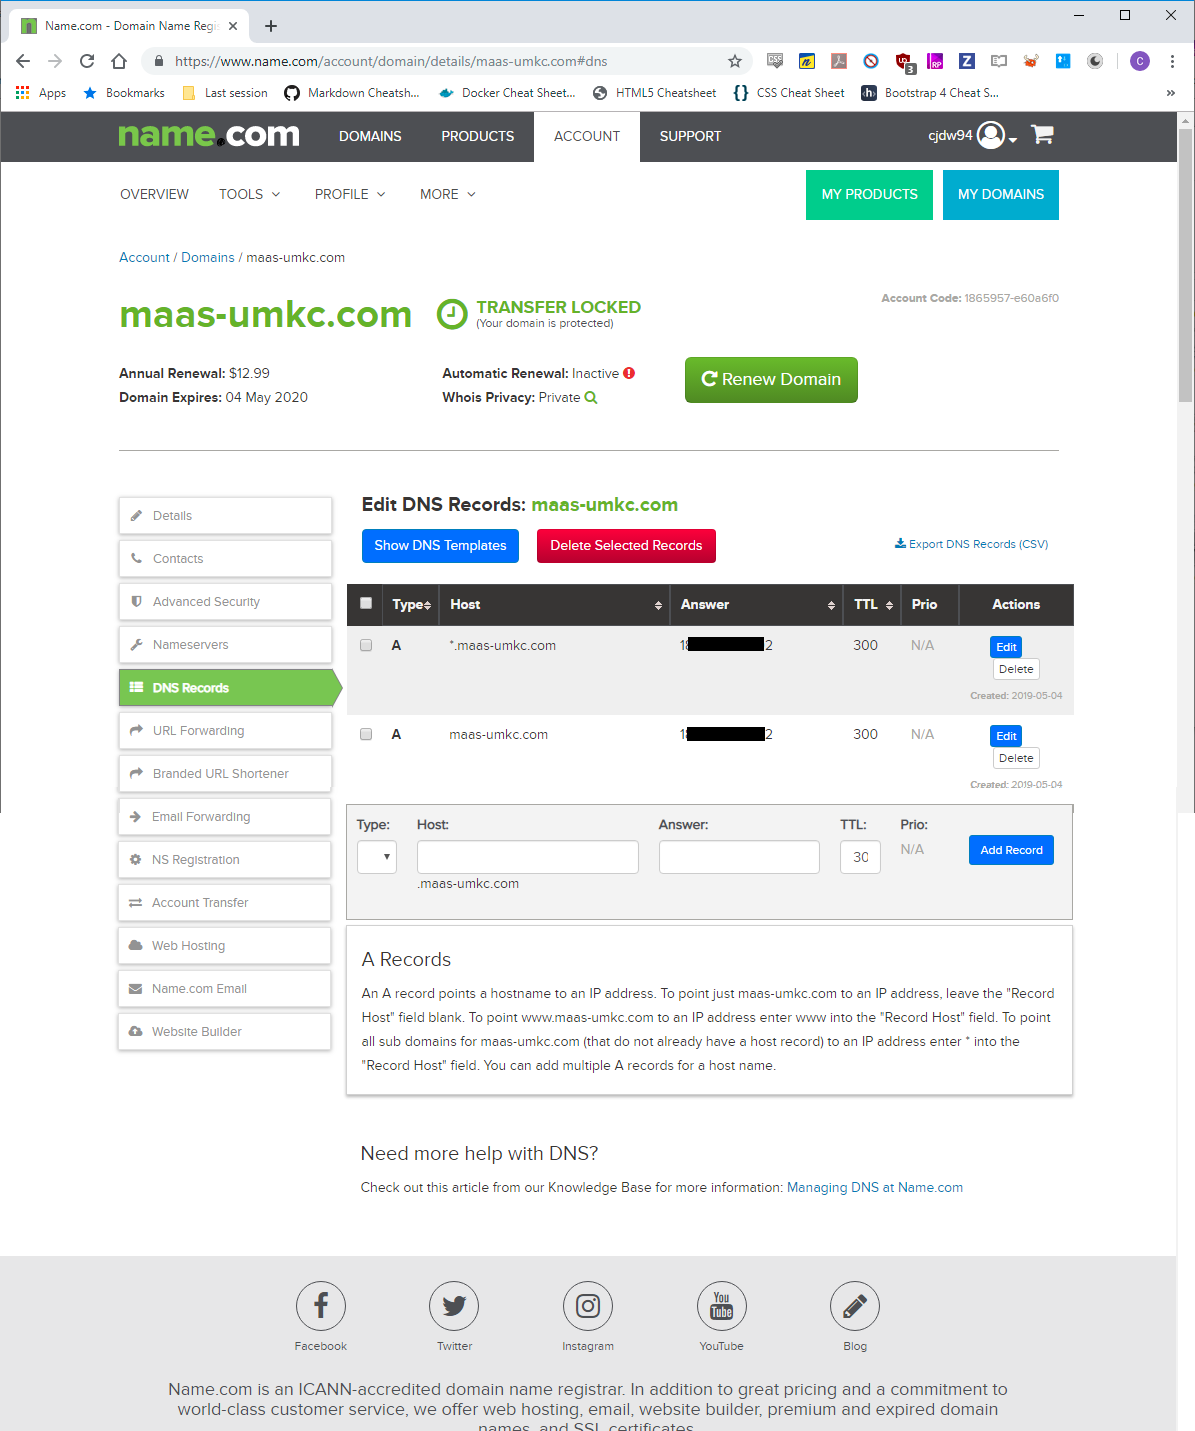 Name.com - Domain Name Regis
https://www.name.com/account/domain/details/maas-umkc.com#dns
3
C
Apps
Bookmarks
Last session
Markdown Cheatsh...
Docker Cheat Sheet...
HTML5 Cheatsheet
CSS Cheat Sheet
Bootstrap 4 Cheat S...
»
name.com
DOMAINS
PRODUCTS
ACCOUNT
SUPPORT
cjdw94
OVERVIEW
TOOLS
PROFILE
MORE
MY PRODUCTS
MY DOMAINS
Account / Domains / maas-umkc.com
maas-umkc.com
TRANSFER LOCKED
(Your domain is protected)
Account Code: 1865957-e60a6f0
Annual Renewal: $12.99
Domain Expires: 04 May 2020
Automatic Renewal: Inactive
Whois Privacy: Private
Renew Domain
Details
Contacts
Advanced Security
Nameservers
DNS Records
URL Forwarding
Branded URL Shortener
Email Forwarding
NS Registration
Account Transfer
Web Hosting
Name.com Email
Website Builder
Edit DNS Records: maas-umkc.com
Show DNS Templates
Delete Selected Records
Export DNS Records (CSV)
Type Host Answer TTL Prio Actions
A *.maas-umkc.com 2 300 N/A Edit
Delete
Created: 2019-05-04
A maas-umkc.com 2 300 N/A Edit
Delete
Created: 2019-05-04
Type: Host: Answer: TTL: Prio:
30 N/A Add Record
.maas-umkc.com
A Records
An A record points a hostname to an IP address. To point just maas-umkc.com to an IP address, leave the "Record
Host" field blank. To point www.maas-umkc.com to an IP address enter www into the "Record Host" field. To point
all sub domains for maas-umkc.com (that do not already have a host record) to an IP address enter * into the
"Record Host" field. You can add multiple A records for a host name.
Need more help with DNS?
Check out this article from our Knowledge Base for more information: Managing DNS at Name.com
You
Tube
Facebook
Twitter
Instagram
YouTube
Blog
Name.com is an ICANN-accredited domain name registrar. In addition to great pricing and a commitment to
world-class customer service, we offer web hosting, email, website builder, premium and expired domain
names, and SSL certificates